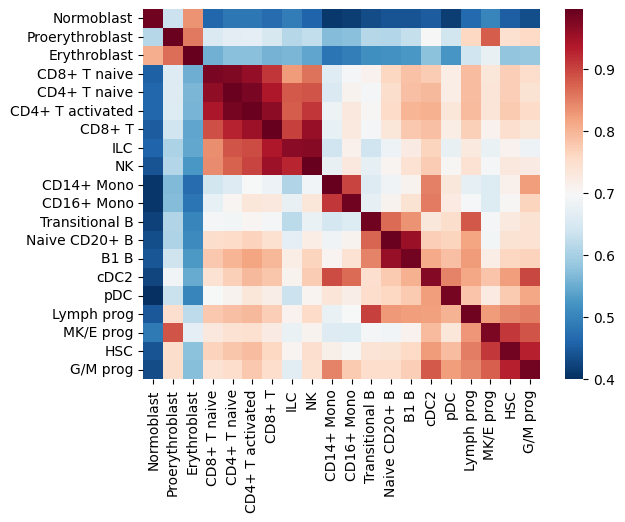 Normoblast
Proerythroblast
Erythroblast
CD8+ T naive
CD4+ T naive
CD4+ T activated
CD8+ T
ILC
NK
CD14+ Mono
CD16+ Mono
Transitional B
Naive CD20+ B
B1 B
cDC2
pDC
Lymph prog
MK/E prog
HSC
G/M prog
Normoblast
Proerythroblast
Erythroblast
CD8+ T naive
CD4+ T naive
CD4+ T activated
CD8+ T
ILC
NK
CD14+ Mono
CD16+ Mono
Transitional B
Naive CD20+ B
B1 B
cDC2
pDC
Lymph prog
MK/E prog
HSC
G/M prog
0.9
0.8
0.7
0.6
0.5
0.4